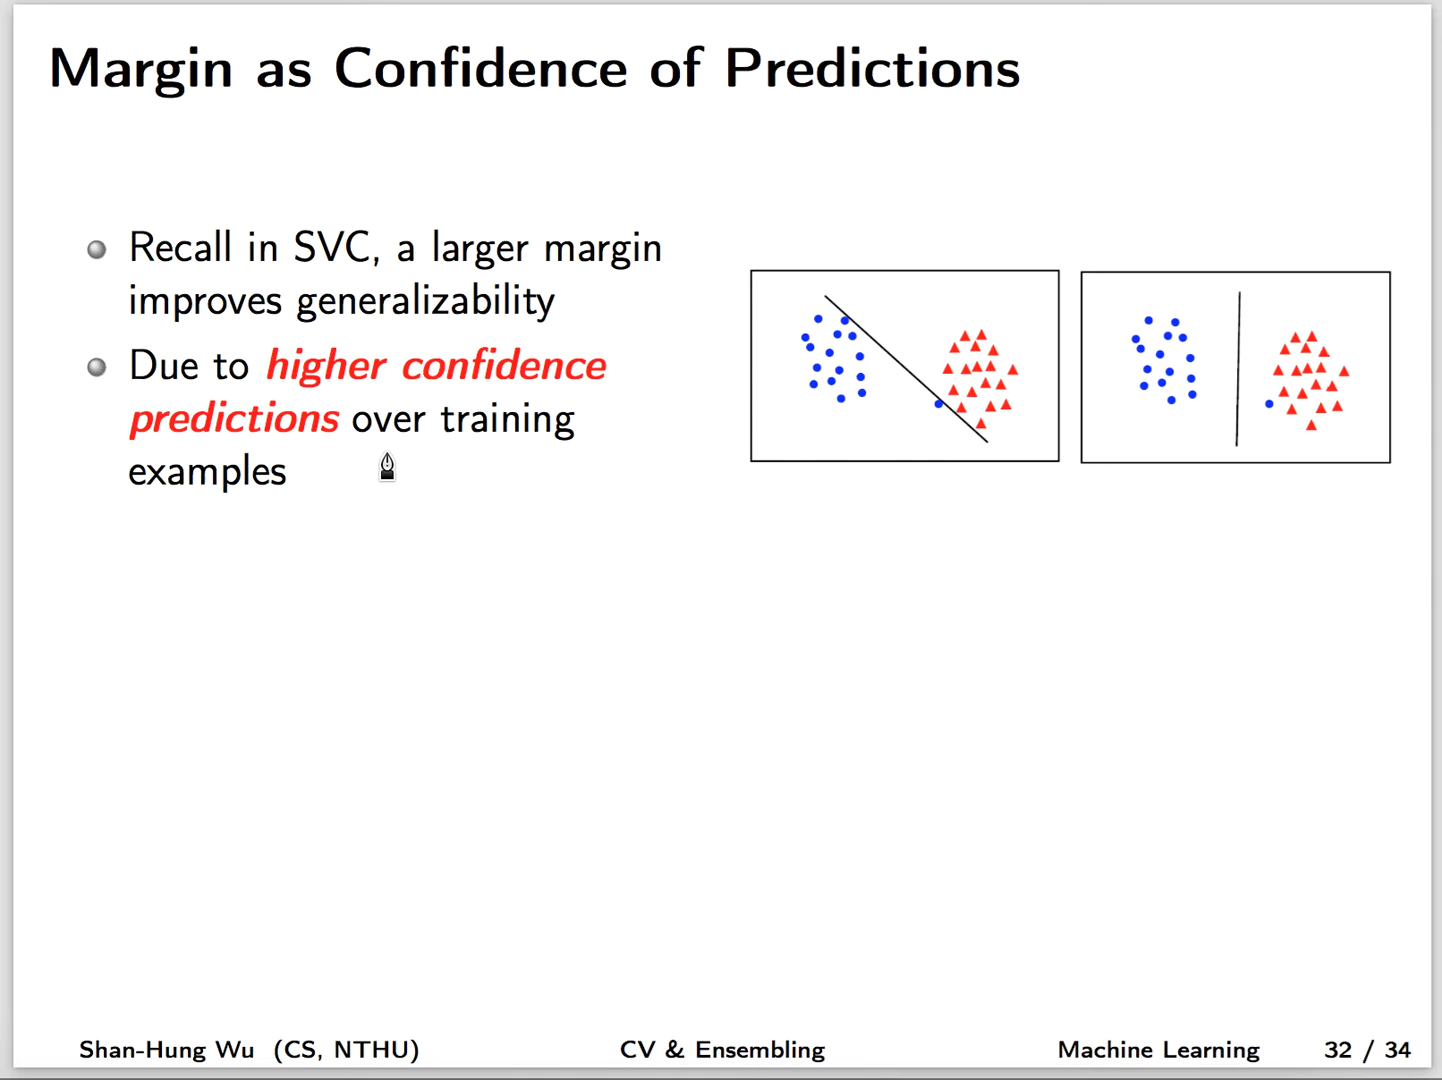 Margin as Confidence of Predictions
Recall in SVC, a larger margin
improves generalizability
Due to higher confidence
predictions over training
examples
Shan-Hung Wu (CS, NTHU) CV & Ensembling Machine Learning 32 / 34